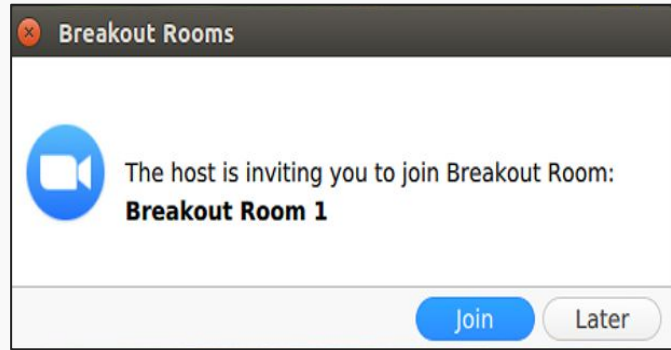 Breakout Rooms
The host is inviting you to join Breakout Room:
Breakout Room 1
Join Later